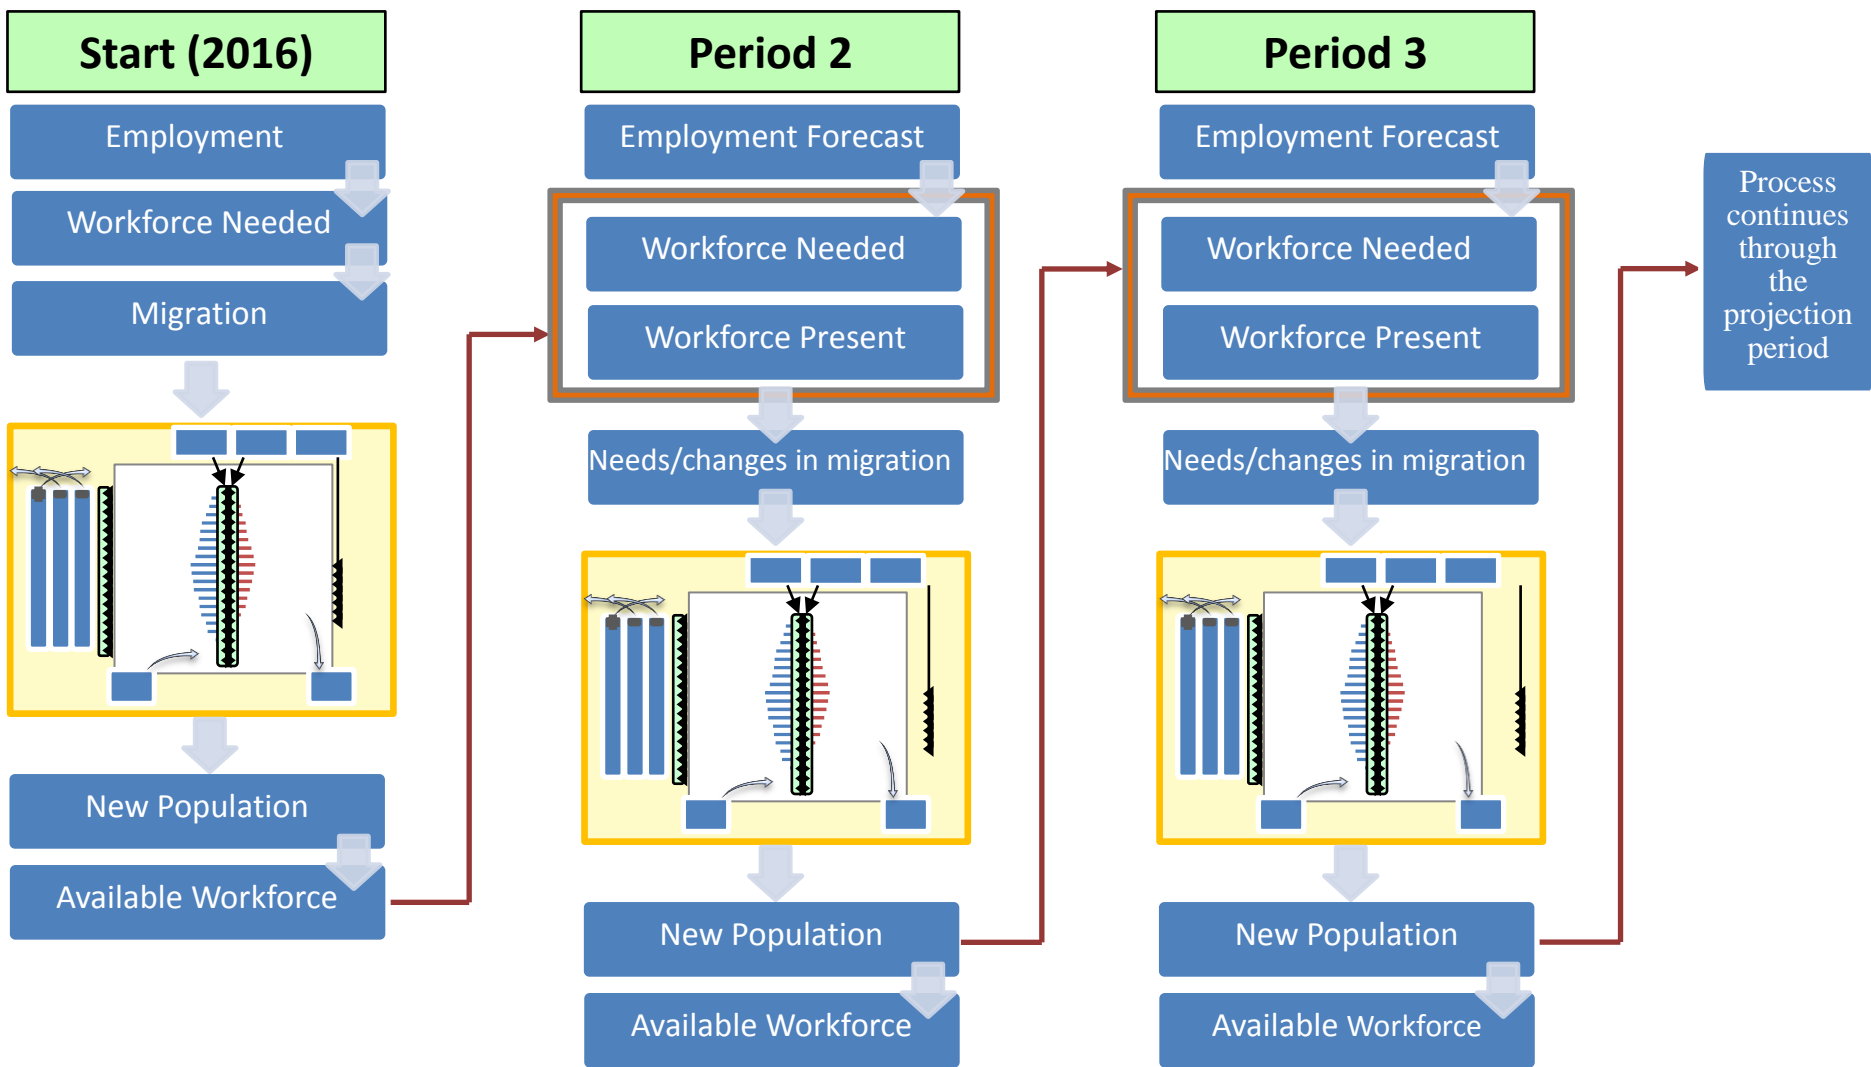 Start (2016)
Employment
Workforce Needed
Migration
New Population
Available Workforce
Period 2
Employment Forecast
Workforce Needed
Workforce Present
Needs/changes in migration
New Population
Available Workforce
Period 3
Employment Forecast
Workforce Needed
Workforce Present
Needs/changes in migration
New Population
Available Workforce
Process
continues
through
the
projection
period